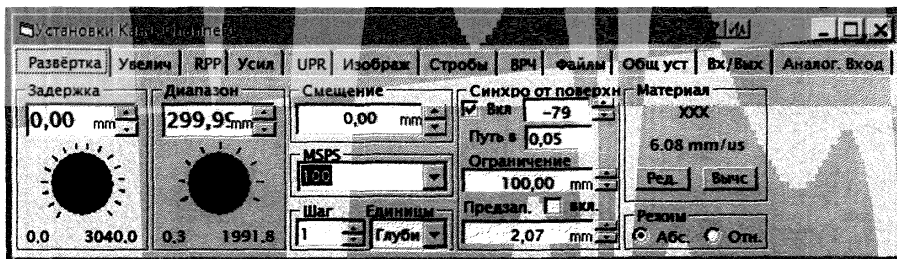 Установки
Развёртка Увелич RPP Усил UPR Изображ Стробы ВРЧ Файлы Общ уст Вх/Вых Аналог. Вход
Задержка
0,00 mm
0.0 3040.0
Диапазон
299,99 mm
0.3 1991.8
Смещение
0,00 mm
MSPS
100
Шаг
1
Единицы
Глуби
Синхро от поверхн
Вкл -79
Путь в 0,05
Ограничение
100,00 mm
Предзап. вкл.
2,07 mm
Материал
XXX
6.08 mm/us
Ред. Вычс
Режим
Абс. Отн.